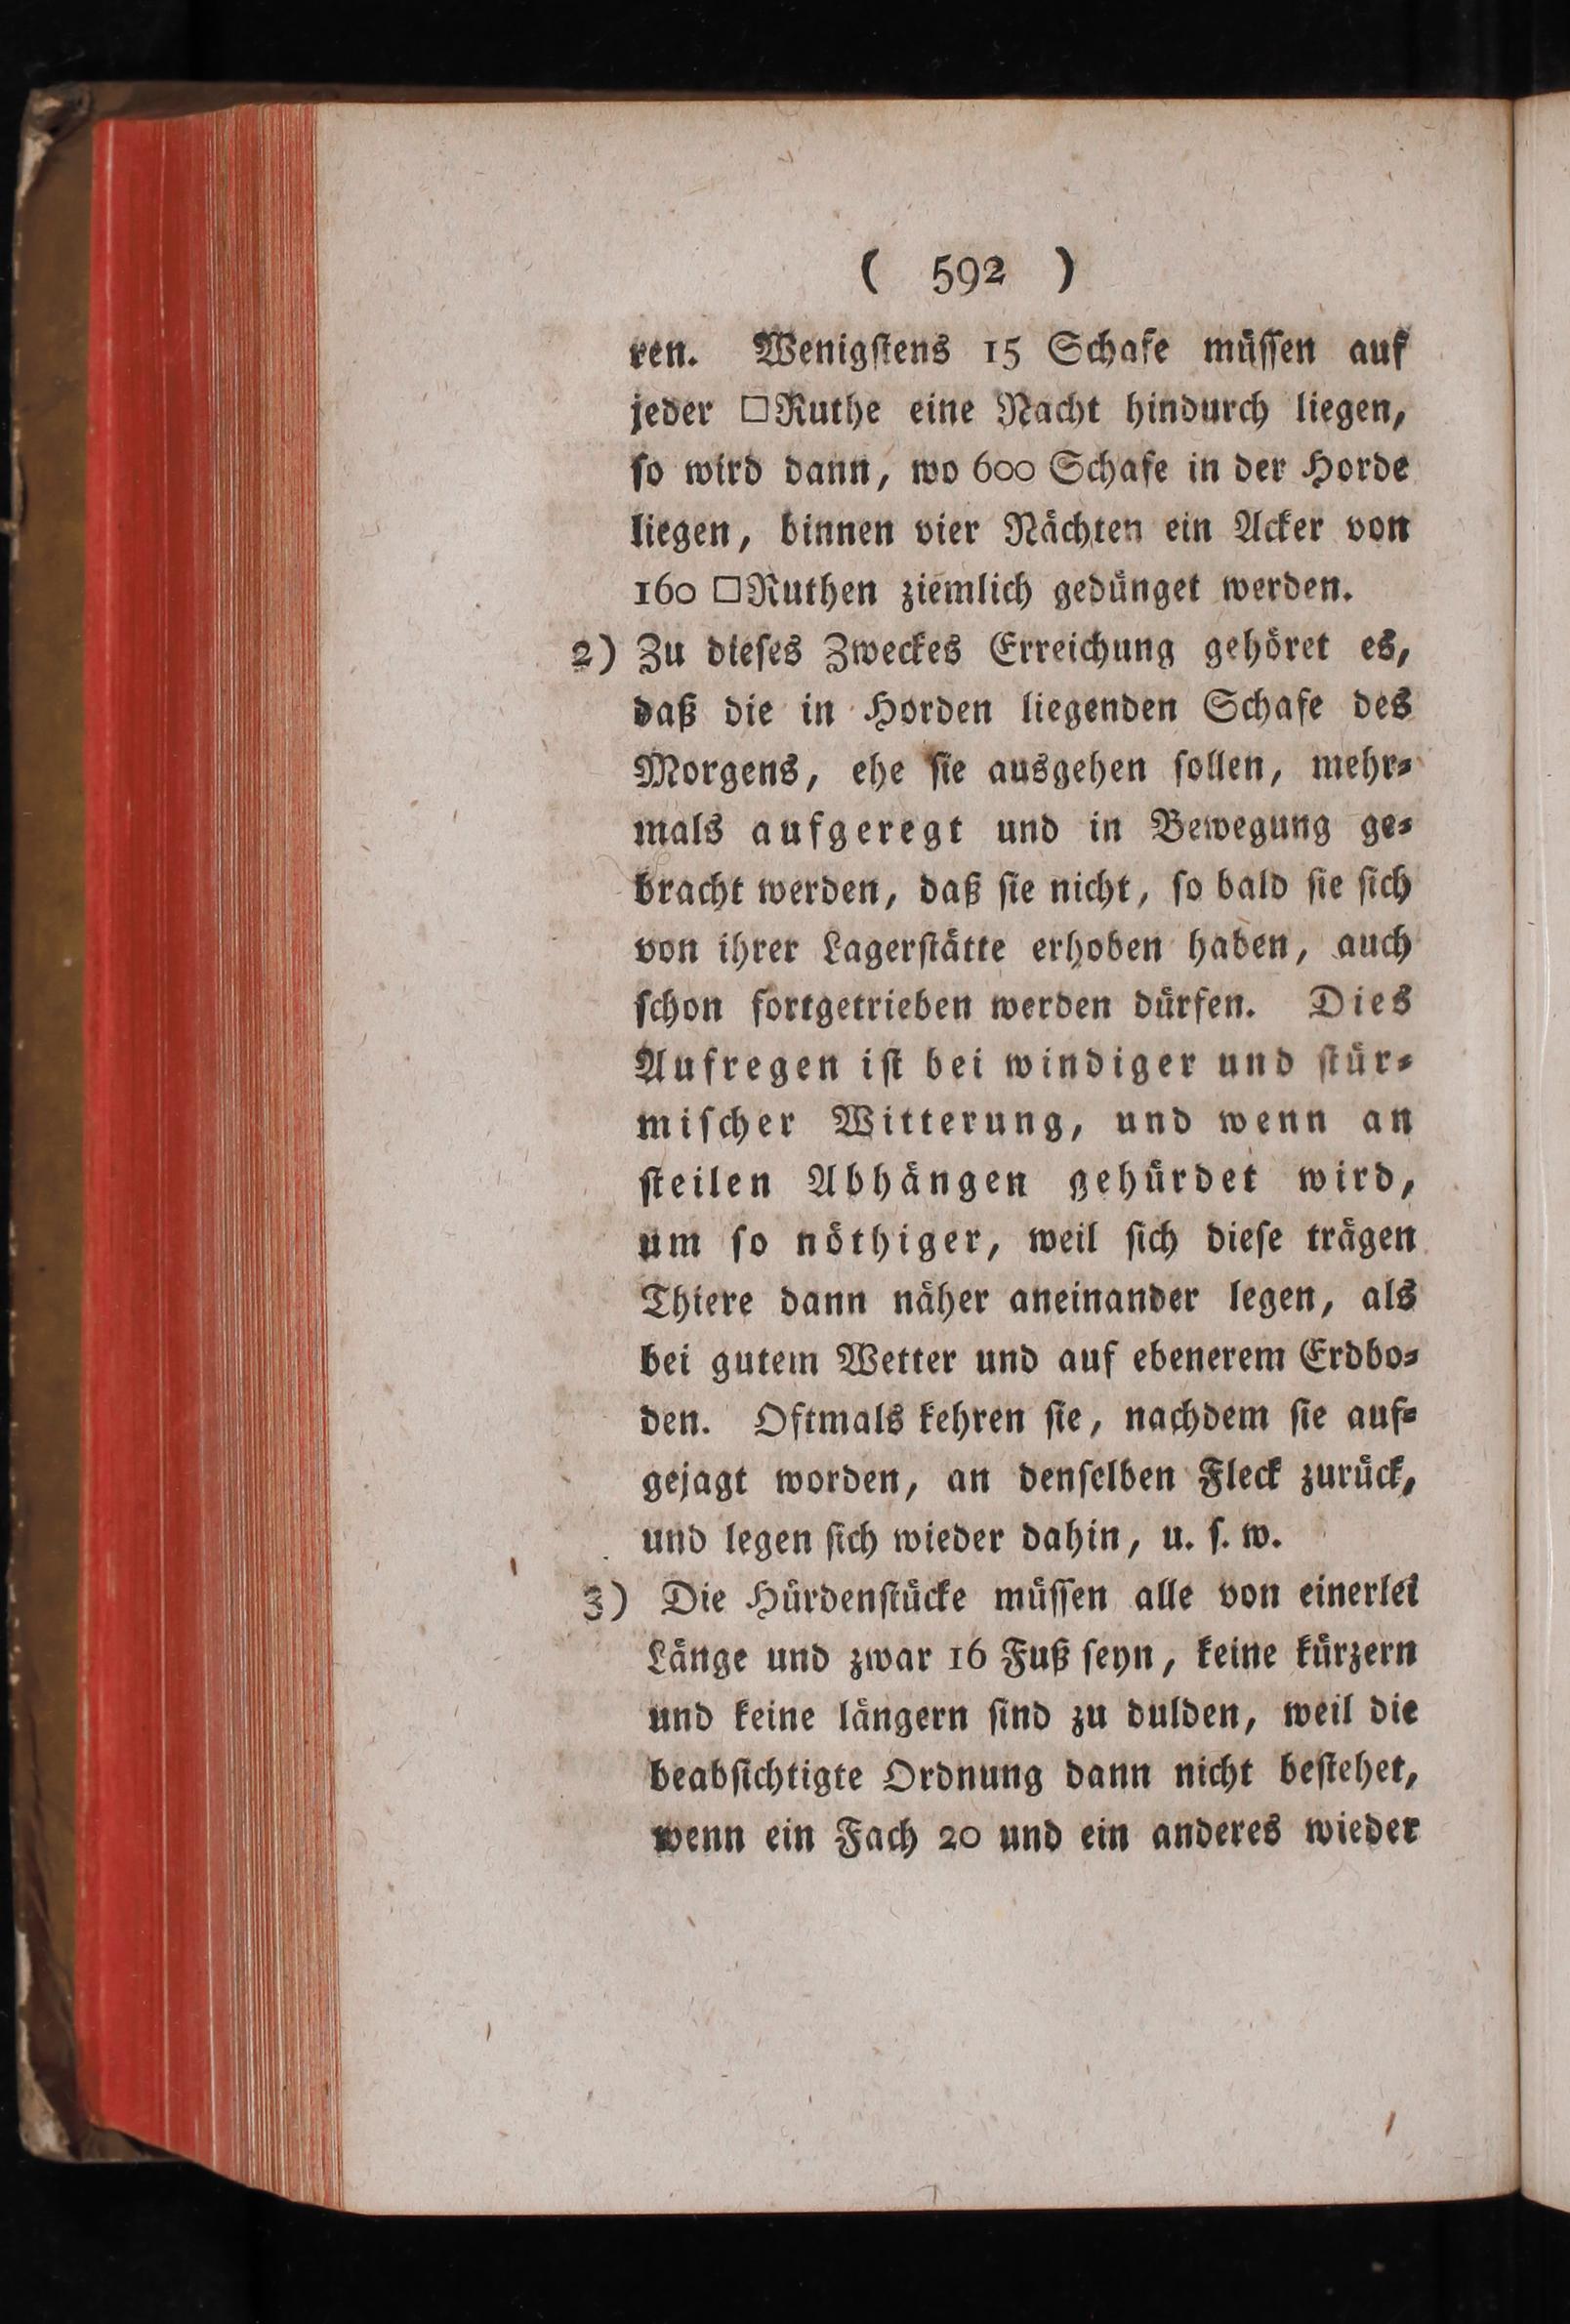 ( 592 )
ren. Wenigſtens 15 Schafe müſſen auf
jeder □Ruthe eine Nacht hindurch liegen,
ſo wird dann, wo 600 Schafe in der Horde
liegen, binnen vier Nächten ein Acker von
160 □Ruthen ziemlich gedünget werden.
2) Zu dieſes Zweckes Erreichung gehöret es,
daß die in Horden liegenden Schafe des
Morgens, ehe ſie ausgehen ſollen, mehr⸗
mals aufgeregt und in Bewegung ge⸗
bracht werden, daß ſie nicht, ſo bald ſie ſich
von ihrer Lagerſtätte erhoben haben, auch
ſchon fortgetrieben werden dürfen. Dies
Aufregen iſt bei windiger und ſtür⸗
miſcher Witterung, und wenn an
ſteilen Abhängen gehürdet wird,
um ſo nöthiger, weil ſich dieſe trägen
Thiere dann näher aneinander legen, als
bei gutem Wetter und auf ebenerem Erdbo⸗
den. Oftmals kehren ſie, nachdem ſie auf⸗
gejagt worden, an denſelben Fleck zurück,
und legen ſich wieder dahin, u. ſ. w.
3) Die Hürdenſtücke müſſen alle von einerlei
Länge und zwar 16 Fuß ſeyn, keine kürzern
und keine längern ſind zu dulden, weil die
beabſichtigte Ordnung dann nicht beſtehet,
wenn ein Fach 20 und ein anderes wieder